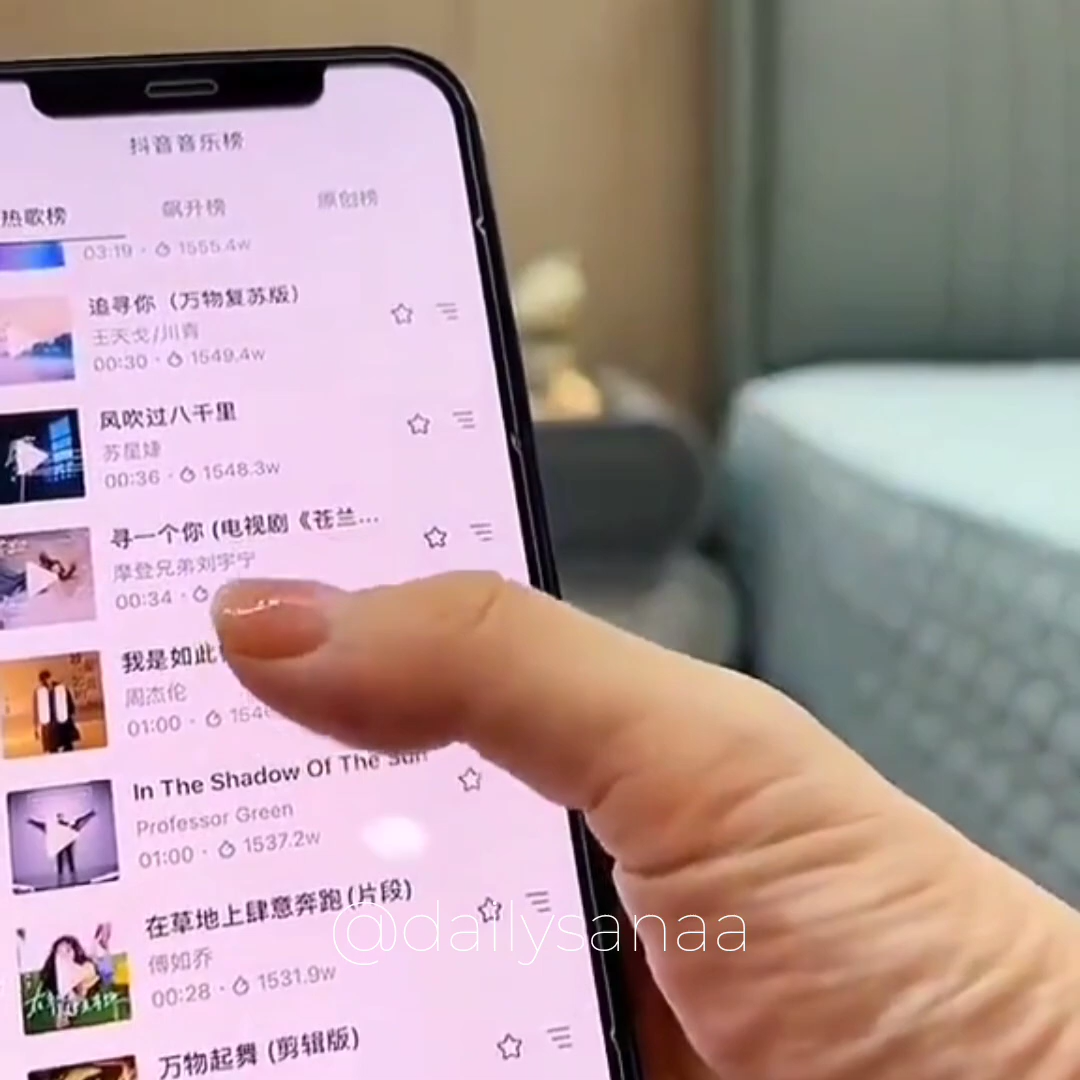 抖音音乐榜
热歌榜 飙升榜 原创榜
03:19 · 1555.4w
追寻你（万物复苏版）
王天戈/川青
00:30 · 1549.4w
风吹过八千里
苏星婕
00:36 · 1548.3w
寻一个你 (电视剧《苍兰...
摩登兄弟刘宇宁
00:34 ·
我是如此
周杰伦
01:00 · 154
In The Shadow Of The Sun
Professor Green
01:00 · 1537.2w
在草地上肆意奔跑(片段)
傅如乔
00:28 · 1531.9w
万物起舞 (剪辑版)
@dailysanaa